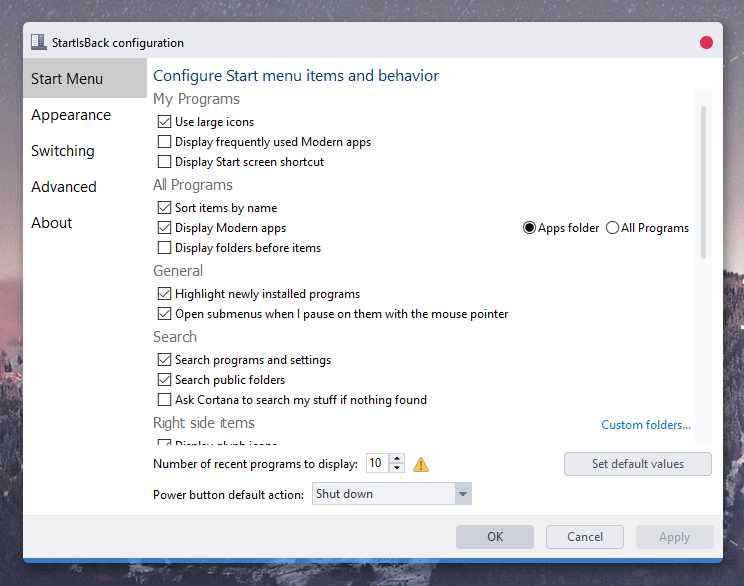 StartIsBack configuration
Start Menu
Appearance
Switching
Advanced
About
Configure Start menu items and behavior
My Programs
Use large icons
Display frequently used Modern apps
Display Start screen shortcut
All Programs
Sort items by name
Display Modern apps Apps folder All Programs
Display folders before items
General
Highlight newly installed programs
Open submenus when I pause on them with the mouse pointer
Search
Search programs and settings
Search public folders
Ask Cortana to search my stuff if nothing found
Right side items Custom folders...
Display glyph icons
Number of recent programs to display: 10 Set default values
Power button default action: Shut down
OK Cancel Apply